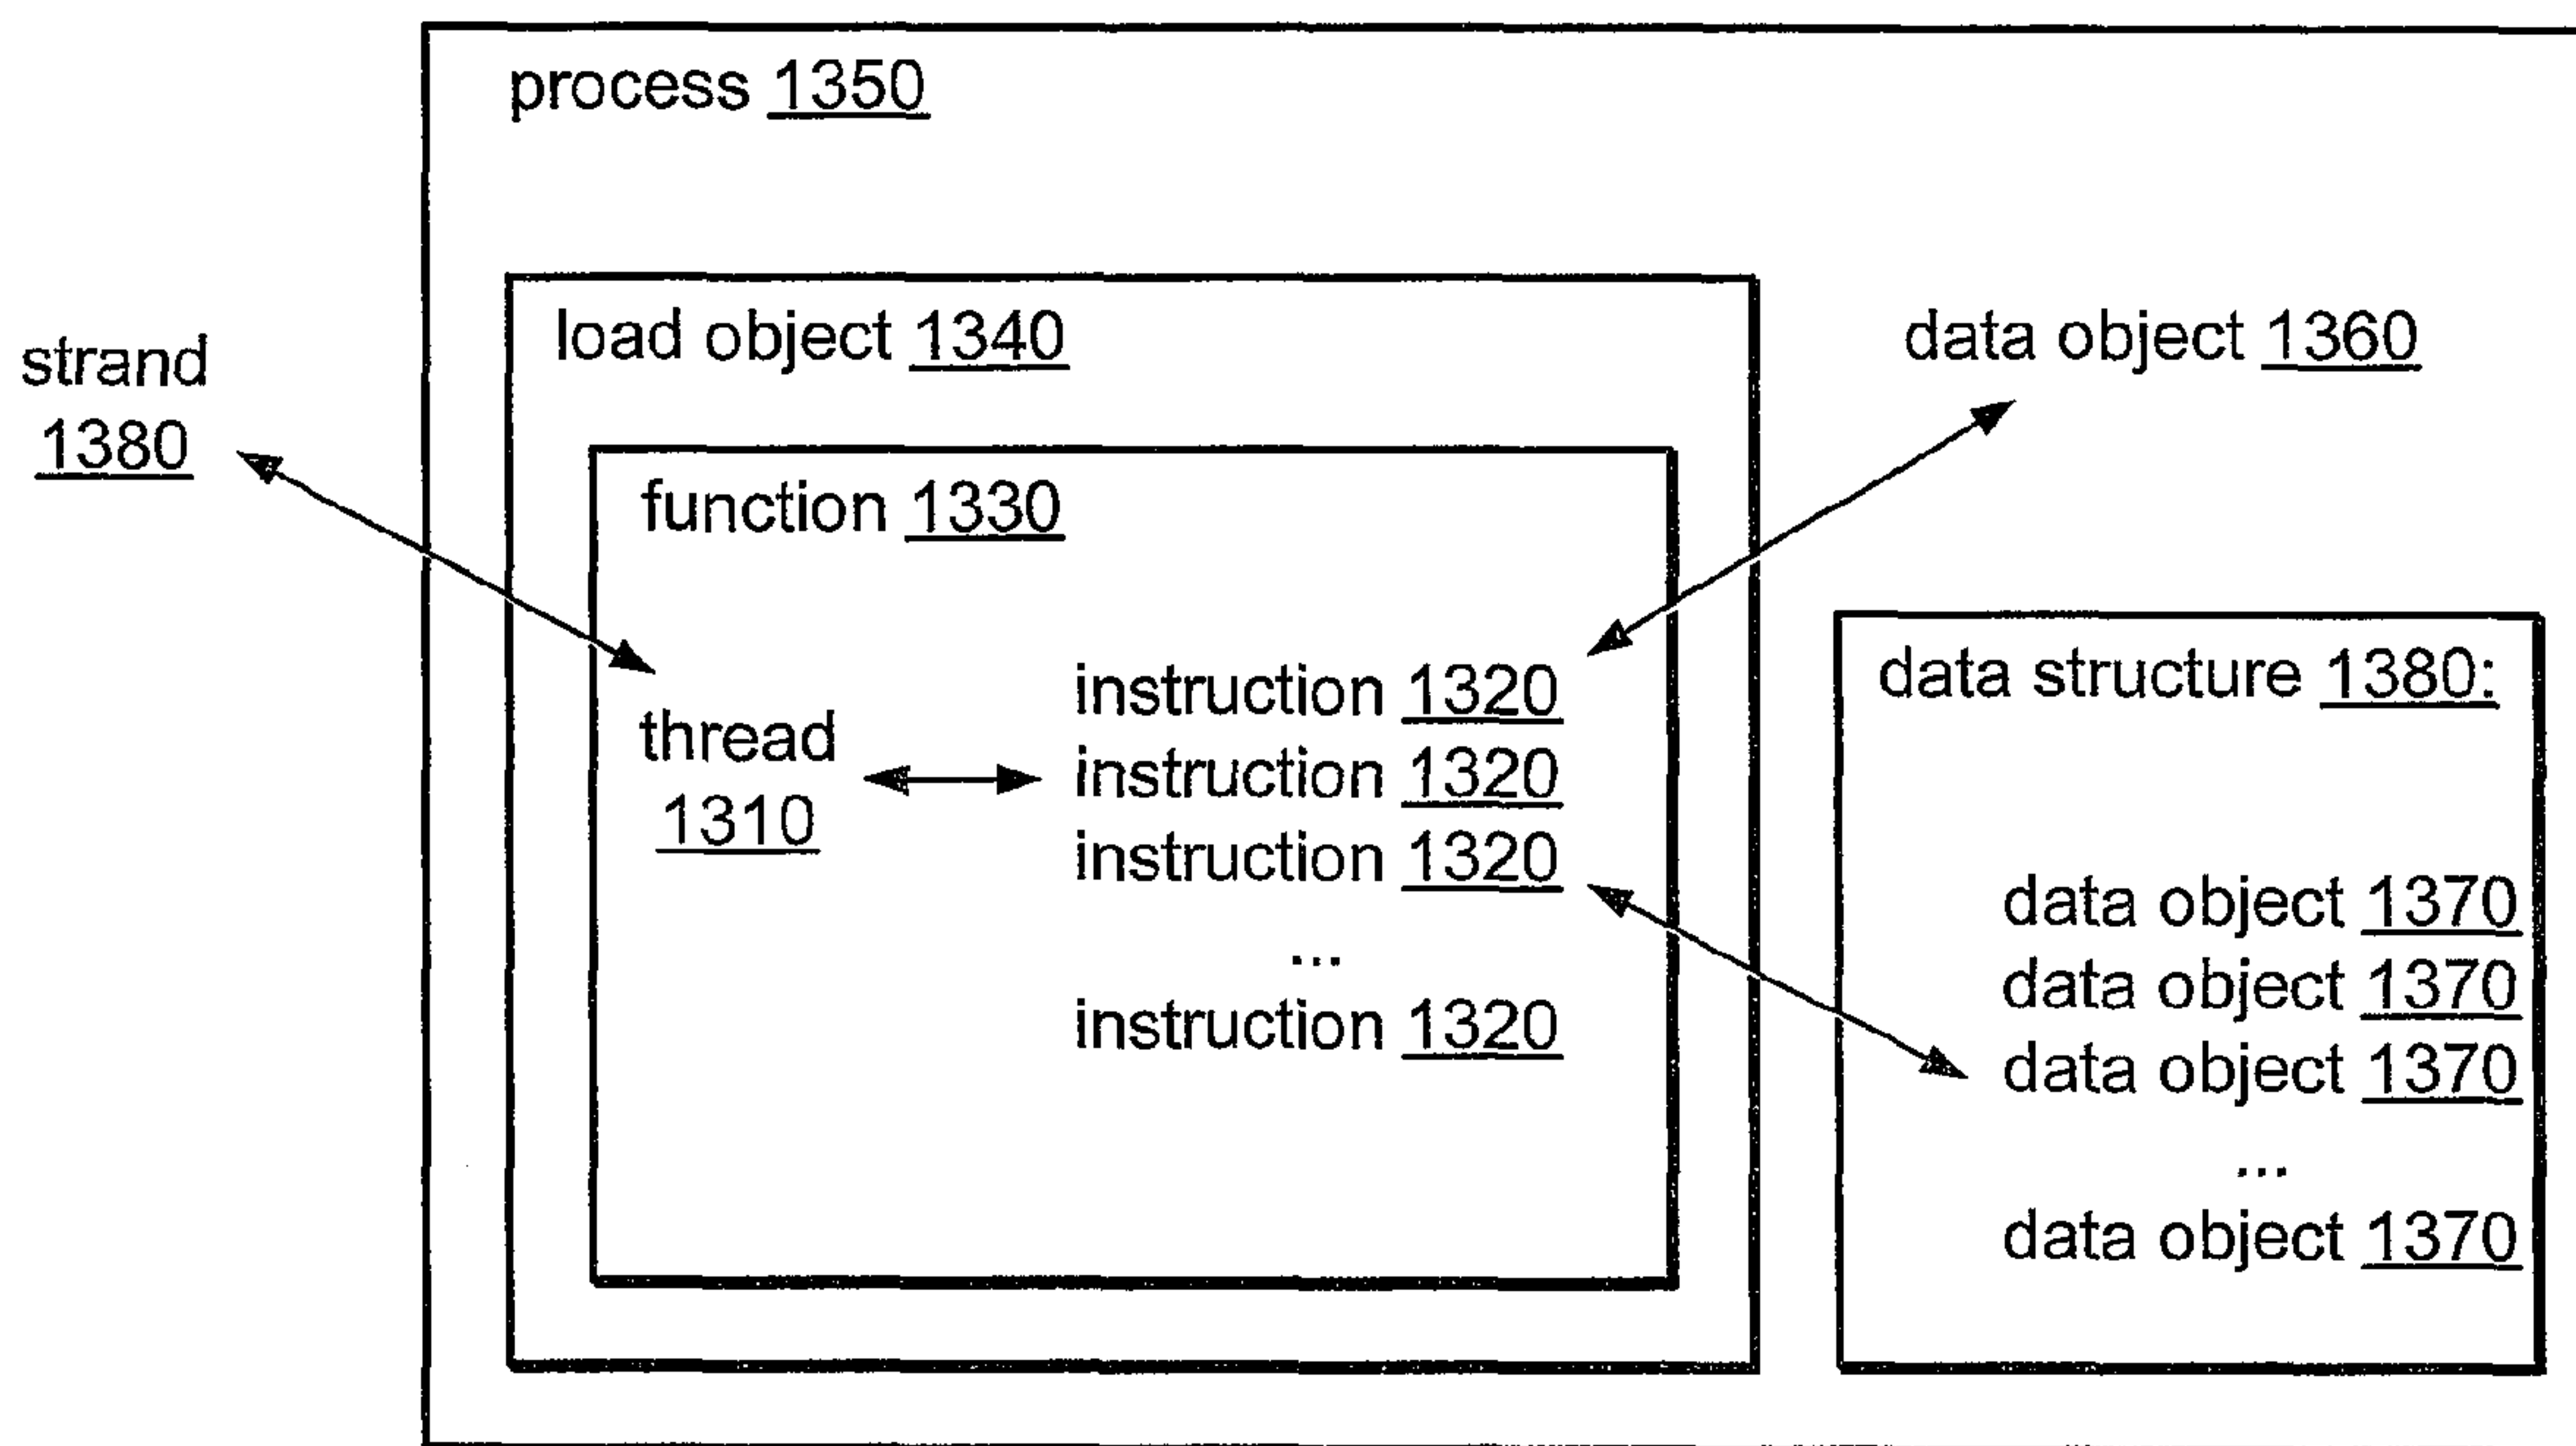 process 1350
load object 1340
data object 1360
strand
1380
function 1330
thread
1310
instruction 1320
instruction 1320
instruction 1320
...
instruction 1320
data structure 1380:
data object 1370
data object 1370
data object 1370
...
data object 1370